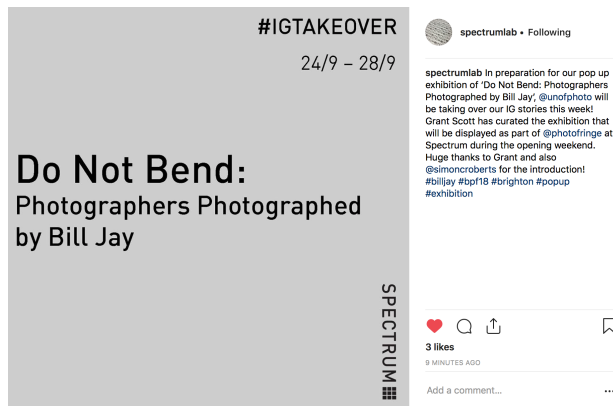 #IGTAKEOVER
24/9 – 28/9
Do Not Bend:
Photographers Photographed
by Bill Jay
SPECTRUM
spectrumlab • Following
spectrumlab In preparation for our pop up
exhibition of 'Do Not Bend: Photographers
Photographed by Bill Jay', @unofphoto will
be taking over our IG stories this week!
Grant Scott has curated the exhibition that
will be displayed as part of @photofringe at
Spectrum during the opening weekend.
Huge thanks to Grant and also
@simoncroberts for the introduction!
#billjay #bpf18 #brighton #popup
#exhibition
3 likes
9 MINUTES AGO
Add a comment...